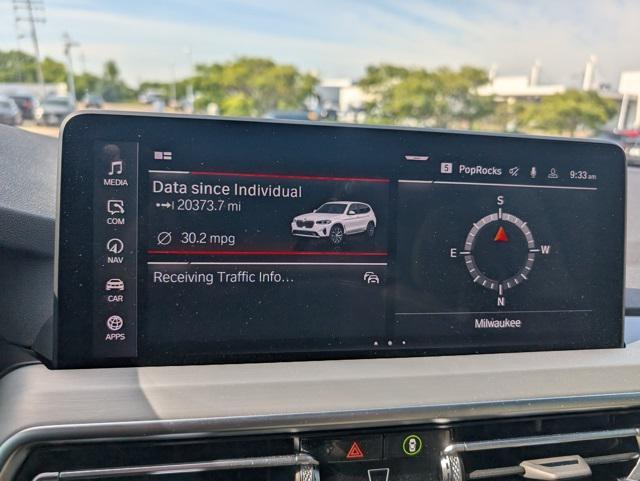 MEDIA
COM
NAV
CAR
APPS
Data since Individual
20373.7 mi
30.2 mpg
Receiving Traffic Info...
5 PopRocks 9:33 am
S
E W
N
Milwaukee